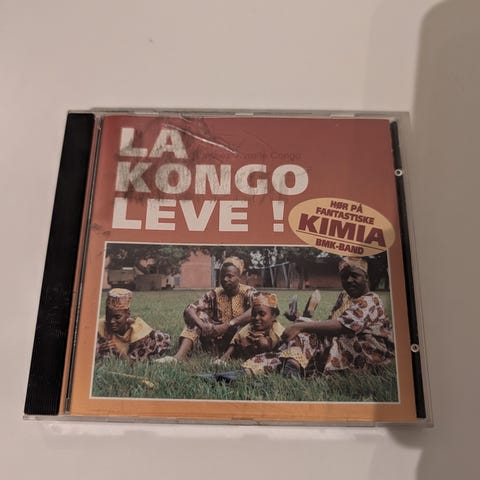 LA
KONGO
LEVE !
HØR PÅ
FANTASTISKE
KIMIA
BMK-BAND